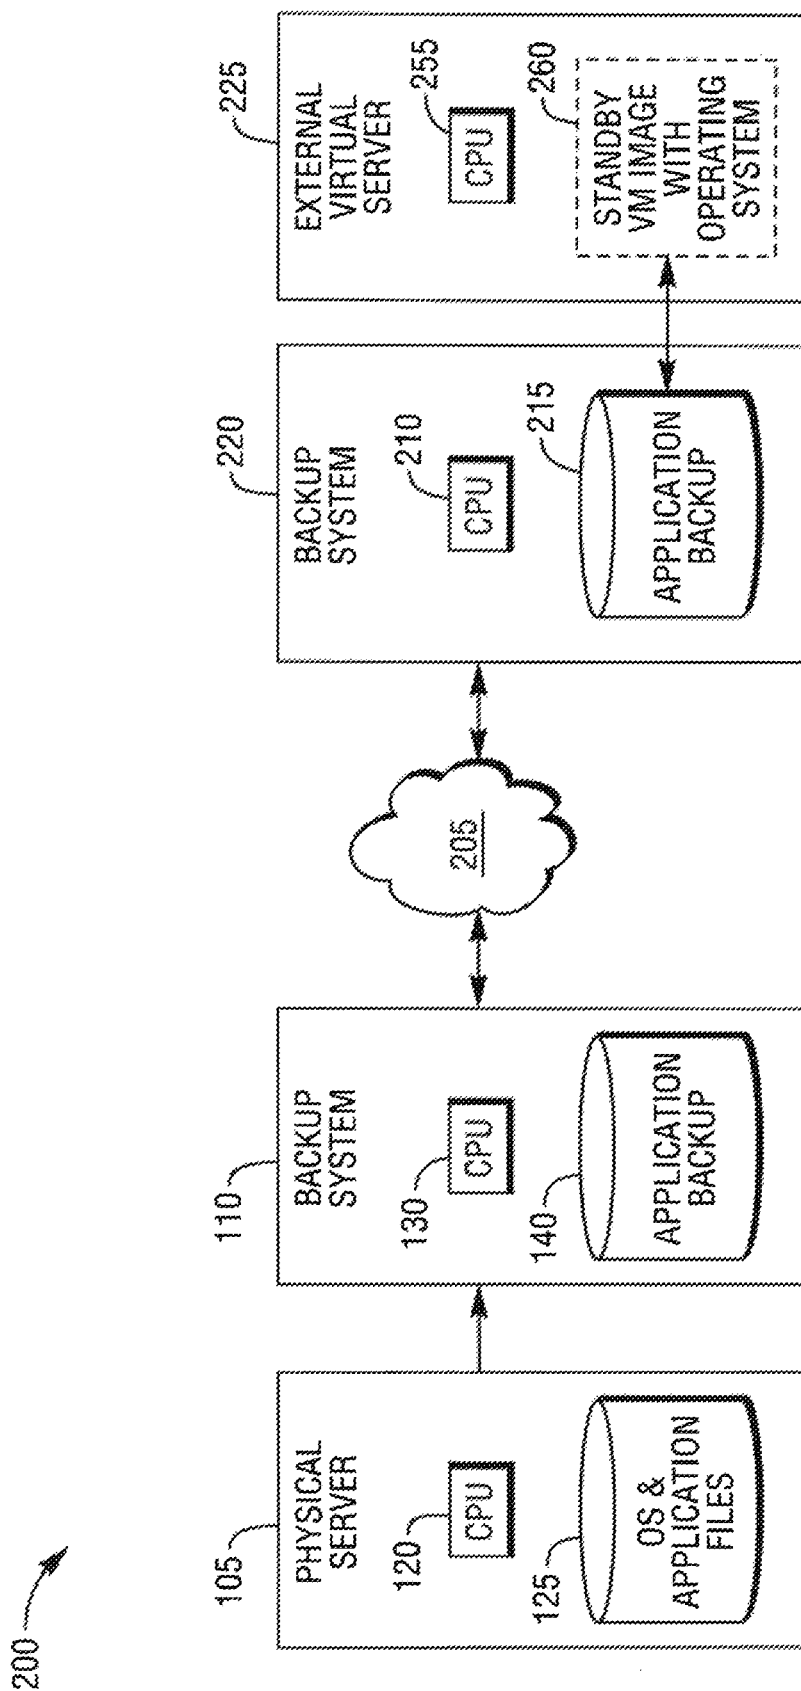 200
105
PHYSICAL
SERVER
120
CPU
125
OS &
APPLICATION
FILES
110
BACKUP
SYSTEM
130
CPU
140
APPLICATION
BACKUP
205
220
BACKUP
SYSTEM
210
CPU
215
APPLICATION
BACKUP
225
EXTERNAL
VIRTUAL
SERVER
255
CPU
260
STANDBY
VM IMAGE
WITH
OPERATING
SYSTEM